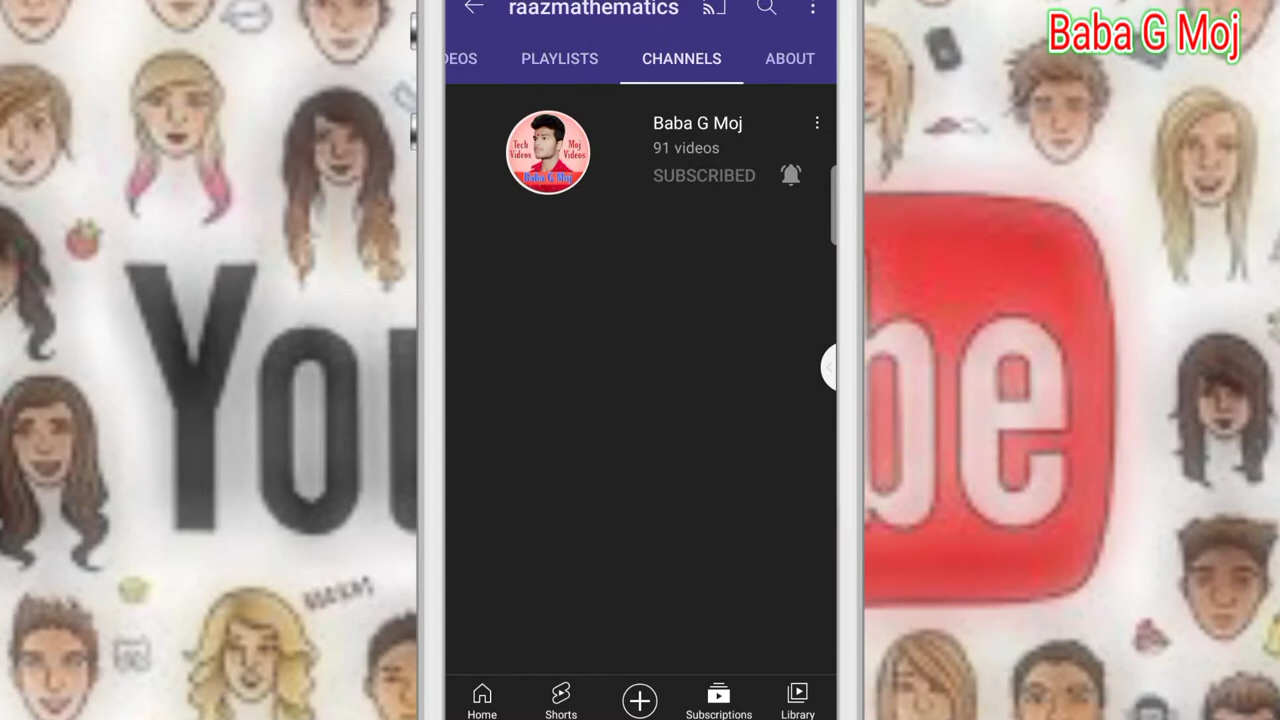 raazmathematics
Baba G Moj
DEOS PLAYLISTS CHANNELS ABOUT
Baba G Moj
91 videos
SUBSCRIBED
Tech Videos
Moj Videos
Baba G Moj
You
be
Home Shorts Subscriptions Library